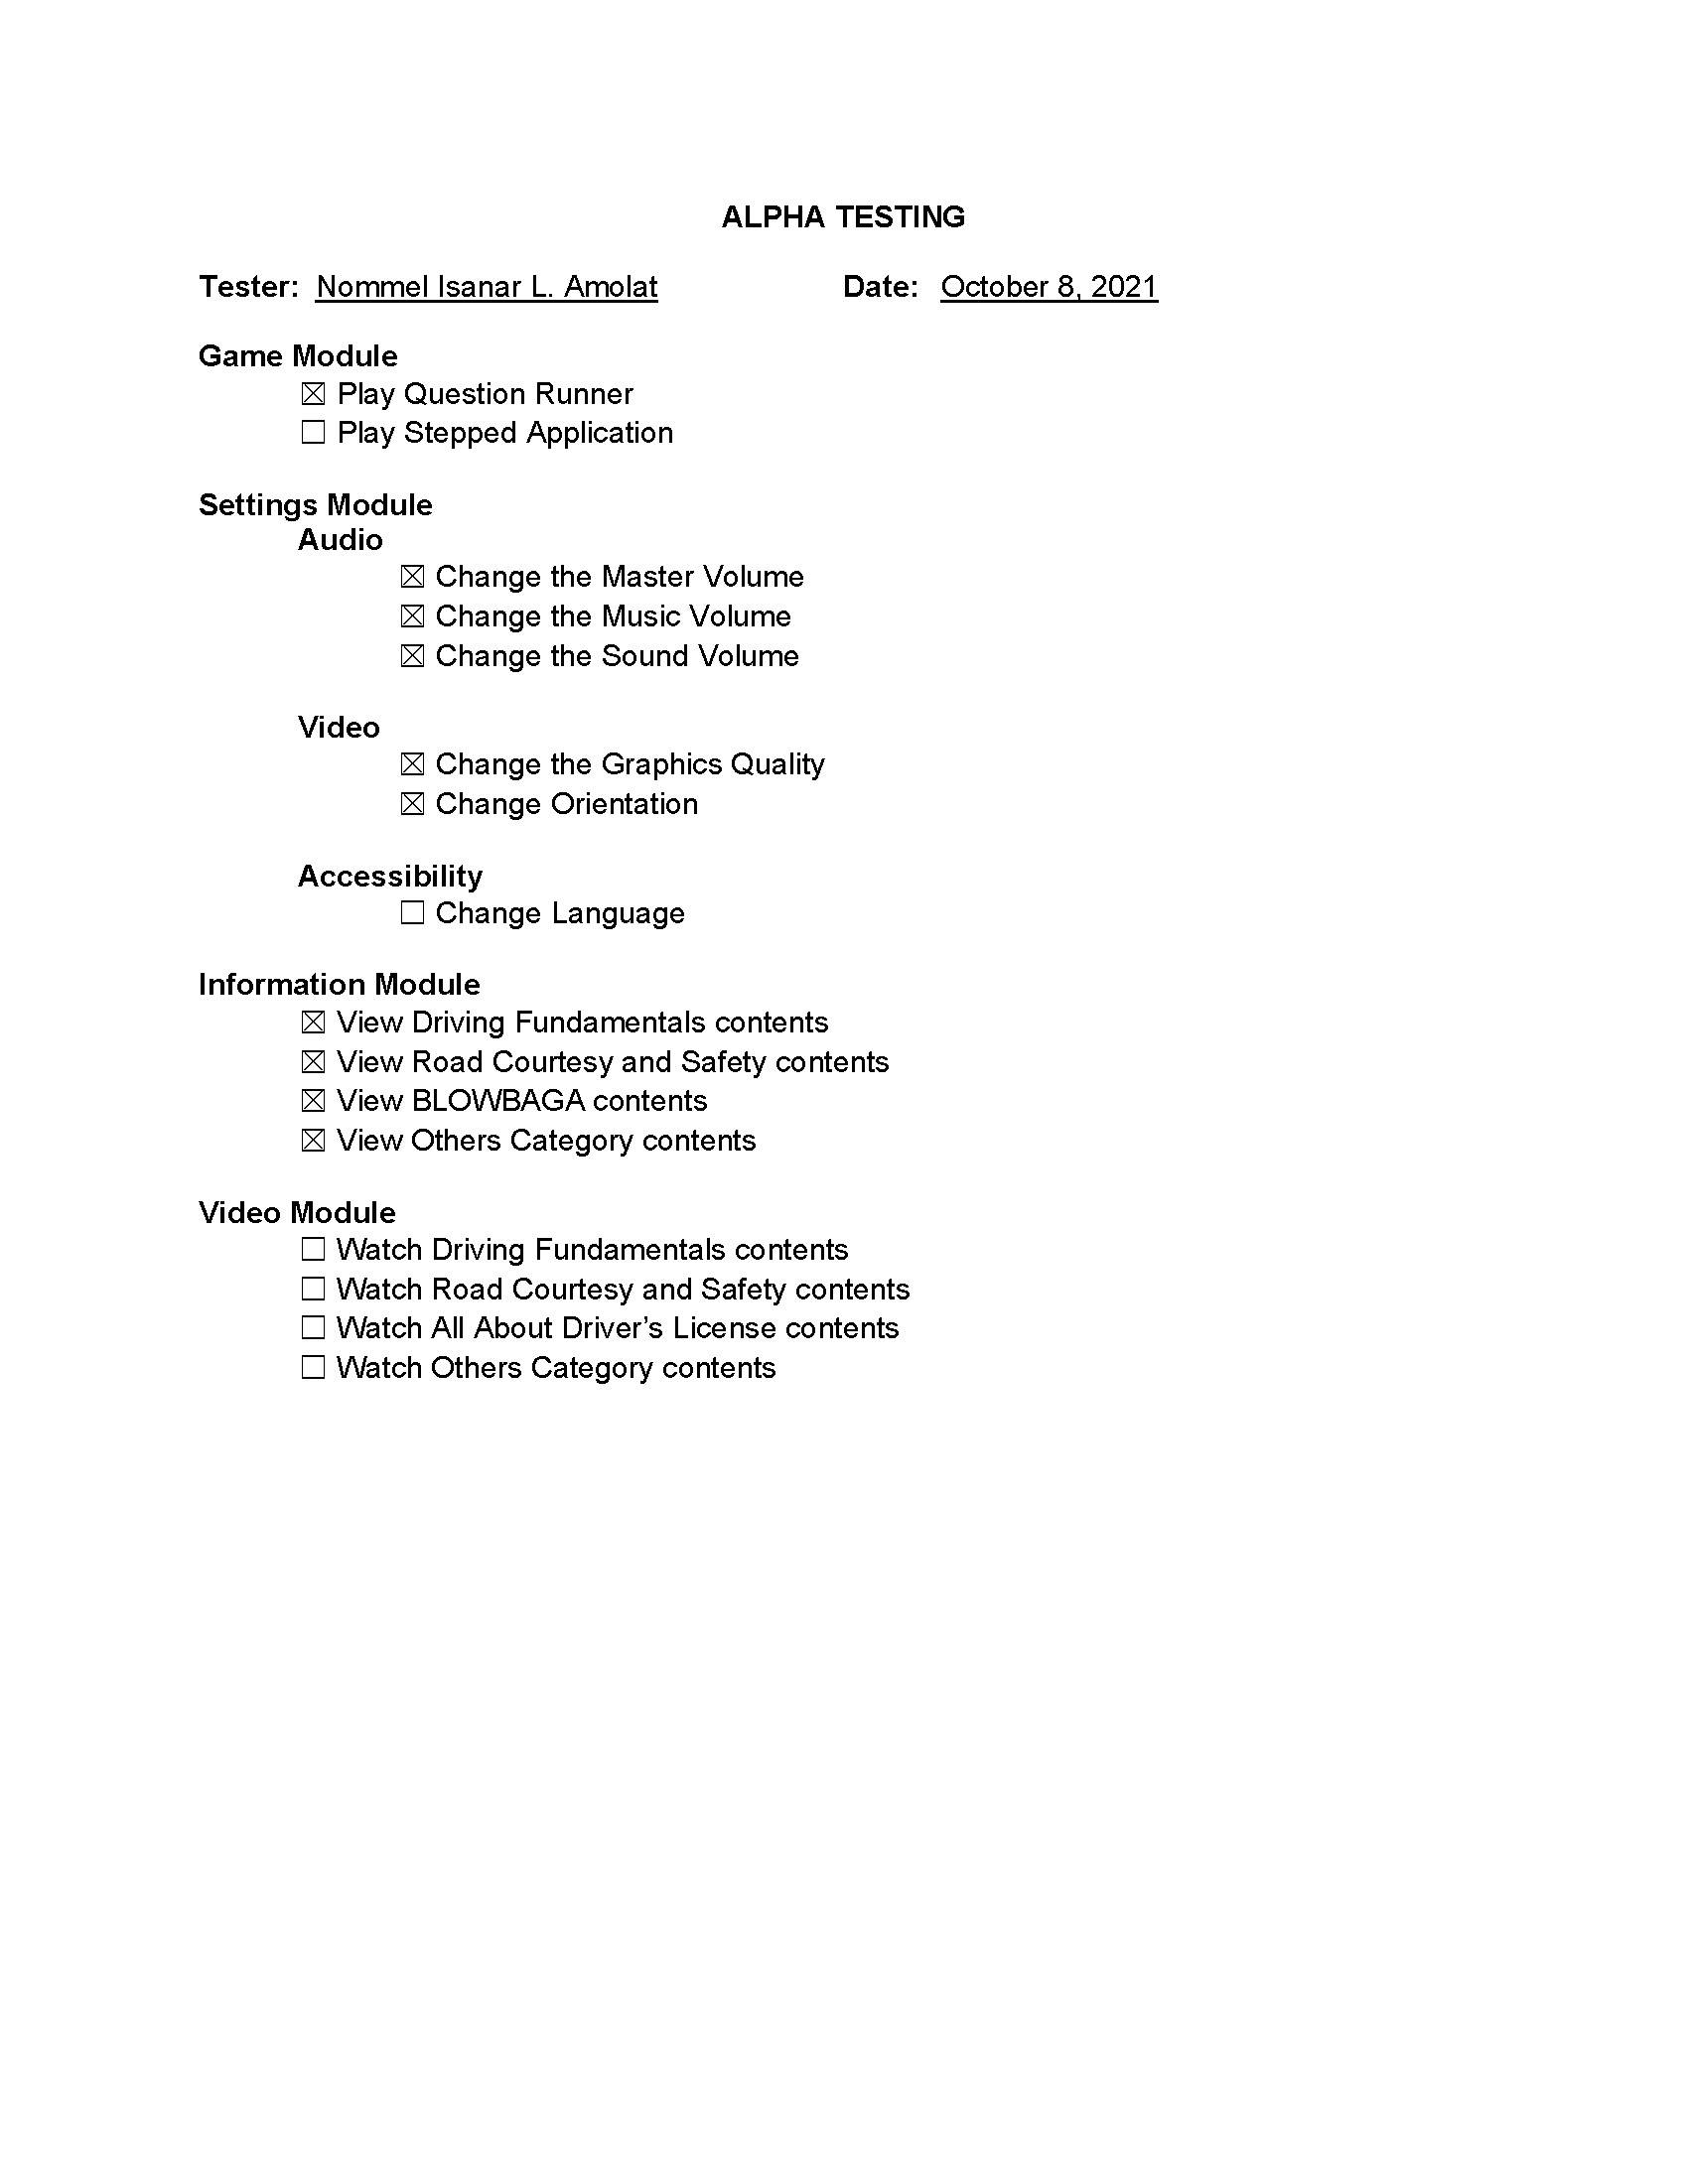 ALPHA TESTING
Tester: Nommel Isanar L. Amolat Date: October 8, 2021
Game Module
☒ Play Question Runner
☐ Play Stepped Application
Settings Module
Audio
☒ Change the Master Volume
☒ Change the Music Volume
☒ Change the Sound Volume
Video
☒ Change the Graphics Quality
☒ Change Orientation
Accessibility
☐ Change Language
Information Module
☒ View Driving Fundamentals contents
☒ View Road Courtesy and Safety contents
☒ View BLOWBAGA contents
☒ View Others Category contents
Video Module
☐ Watch Driving Fundamentals contents
☐ Watch Road Courtesy and Safety contents
☐ Watch All About Driver’s License contents
☐ Watch Others Category contents